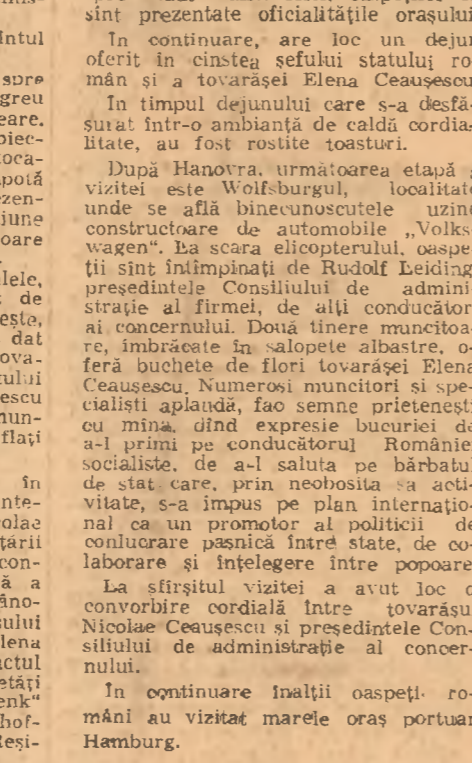 sînt prezentate oficialitățile orașului
În continuare, are loc un dejun
oferit în cinstea șefului statului ro-
mân și a tovarășei Elena Ceaușescu
În timpul dejunului care s-a desfă-
șurat într-o ambianță de caldă cordia-
litate, au fost rostite toasturi.
După Hanovra, următoarea etapă
vizitei este Wolfsburgul, localitate
unde se află binecunoscutele uzine
constructoare de automobile „Volks-
wagen“. La scara elicopterului, oaspe-
ții sînt întîmpinați de Rudolf Leiding
președintele Consiliului de admini-
strație al firmei, de alți conducător
ai concernului. Două tinere muncitoa-
re, îmbrăcate în salopete albastre, o-
feră buchete de flori tovarășei Elena
Ceaușescu. Numeroși muncitori și spe-
cialiști aplaudă, fac semne prietenești
cu mîna, dînd expresie bucuriei de
a-l primi pe conducătorul Românie
socialiste, de a-l saluta pe bărbatul
de stat care, prin neobosita sa acti-
vitate, s-a impus pe plan internațio-
nal ca un promotor al politicii de
conlucrare pașnică între state, de co-
laborare și înțelegere între popoare
La sfîrșitul vizitei a avut loc o
convorbire cordială între tovarășul
Nicolae Ceaușescu și președintele Con-
siliului de administrație al concer-
nului.
În continuare înalții oaspeți ro-
mâni au vizitat marele oraș portuar
Hamburg.